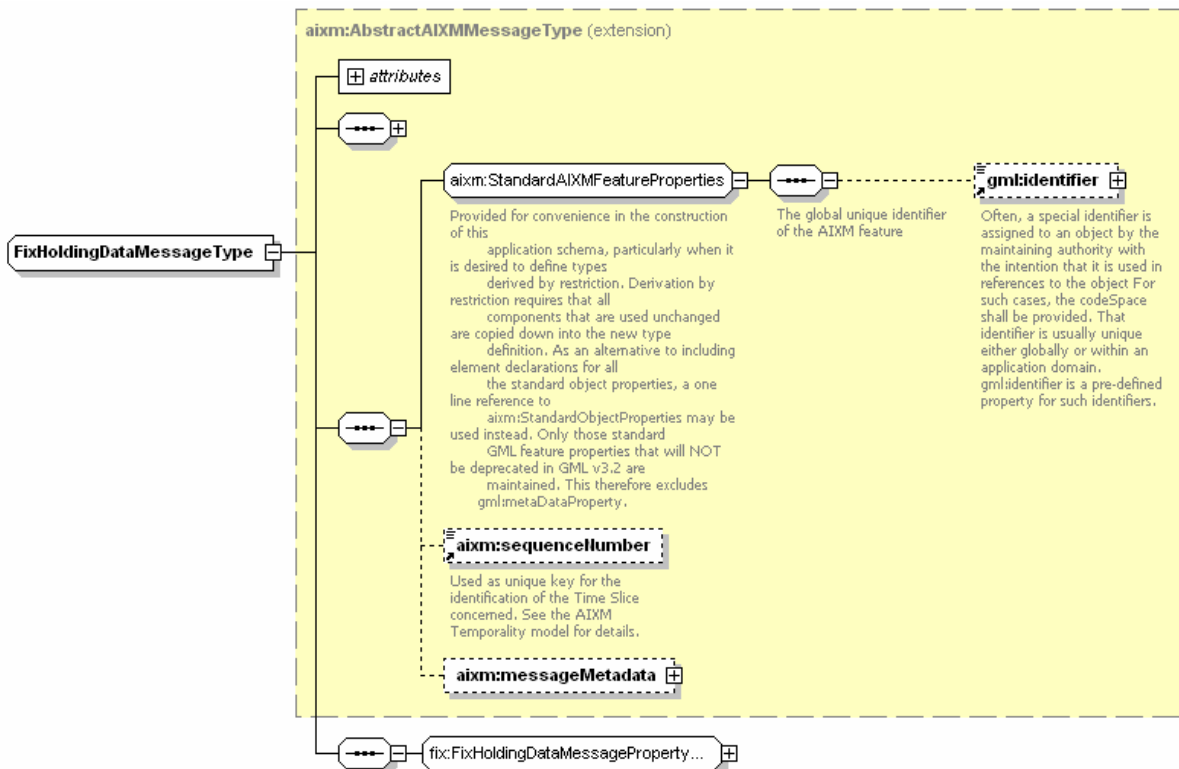 aixm:AbstractAIXMMessageType (extension)
attributes
FixHoldingDataMessageType
aixm:StandardAIXMFeatureProperties
Provided for convenience in the construction
of this
application schema, particularly when it
is desired to define types
derived by restriction. Derivation by
restriction requires that all
components that are used unchanged
are copied down into the new type
definition. As an alternative to including
element declarations for all
the standard object properties, a one
line reference to
aixm:StandardObjectProperties may be
used instead. Only those standard
GML feature properties that will NOT
be deprecated in GML v3.2 are
maintained. This therefore excludes
gml:metaDataProperty.
The global unique identifier
of the AIXM feature
gml:identifier
Often, a special identifier is
assigned to an object by the
maintaining authority with
the intention that it is used in
references to the object For
such cases, the codeSpace
shall be provided. That
identifier is usually unique
either globally or within an
application domain.
gml:identifier is a pre-defined
property for such identifiers.
aixm:sequenceNumber
Used as unique key for the
identification of the Time Slice
concerned. See the AIXM
Temporality model for details.
aixm:messageMetadata
fix:FixHoldingDataMessageProperty...